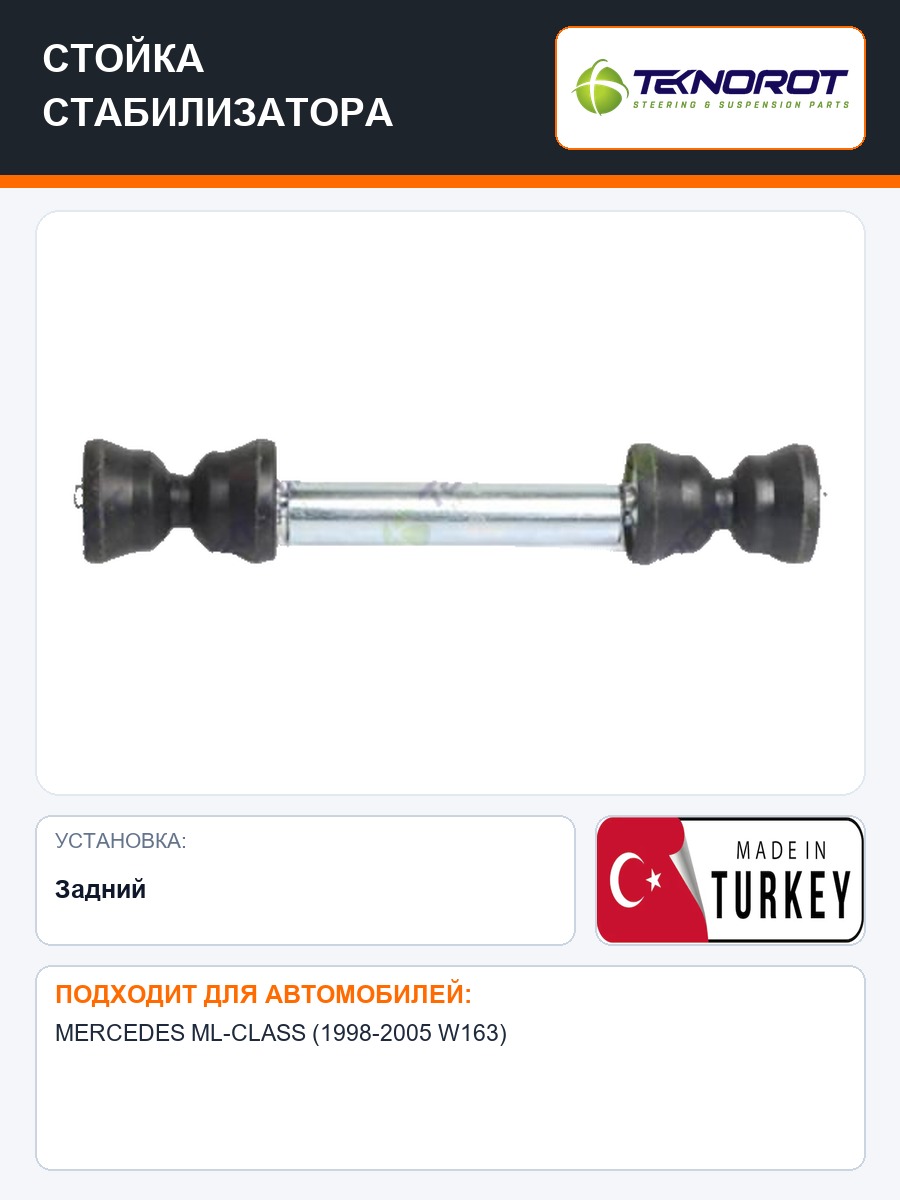 СТОЙКА
СТАБИЛИЗАТОРА
TEKNOROT
STEERING & SUSPENSION PARTS
УСТАНОВКА:
Задний
MADE IN
TURKEY
ПОДХОДИТ ДЛЯ АВТОМОБИЛЕЙ:
MERCEDES ML-CLASS (1998-2005 W163)